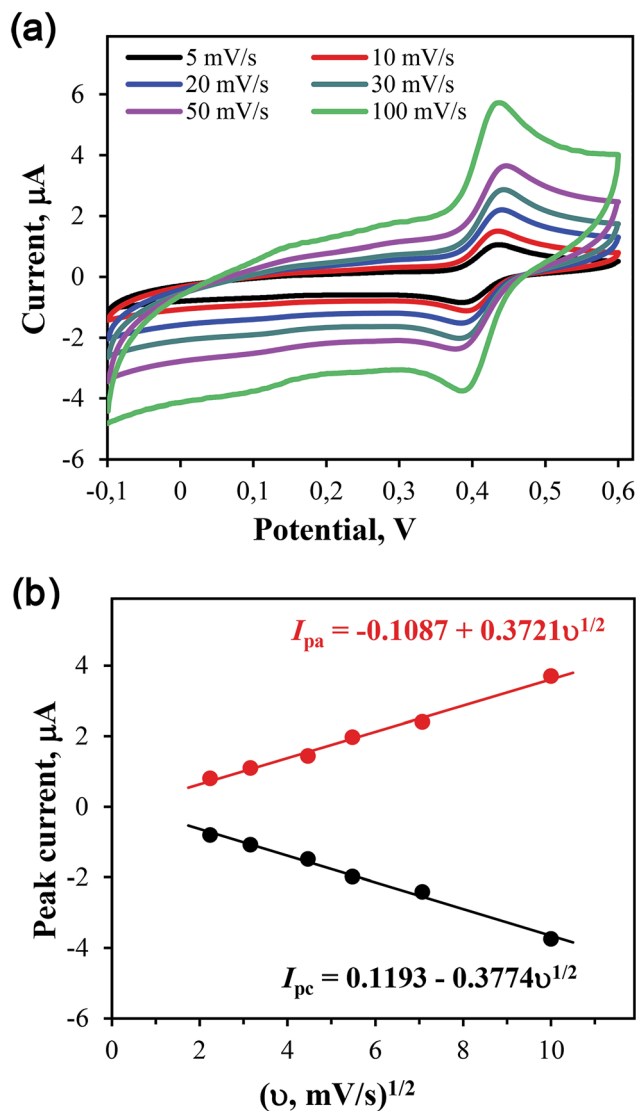 (a)
5 mV/s 10 mV/s
20 mV/s 30 mV/s
50 mV/s 100 mV/s
6
4
2
0
-2
-4
-6
Current, µA
-0,1 0 0,1 0,2 0,3 0,4 0,5 0,6
Potential, V
(b)
Ipa = -0.1087 + 0.3721υ1/2
4
2
0
-2
-4
-6
Peak current, µA
Ipc = 0.1193 - 0.3774υ1/2
0 2 4 6 8 10
(υ, mV/s)1/2